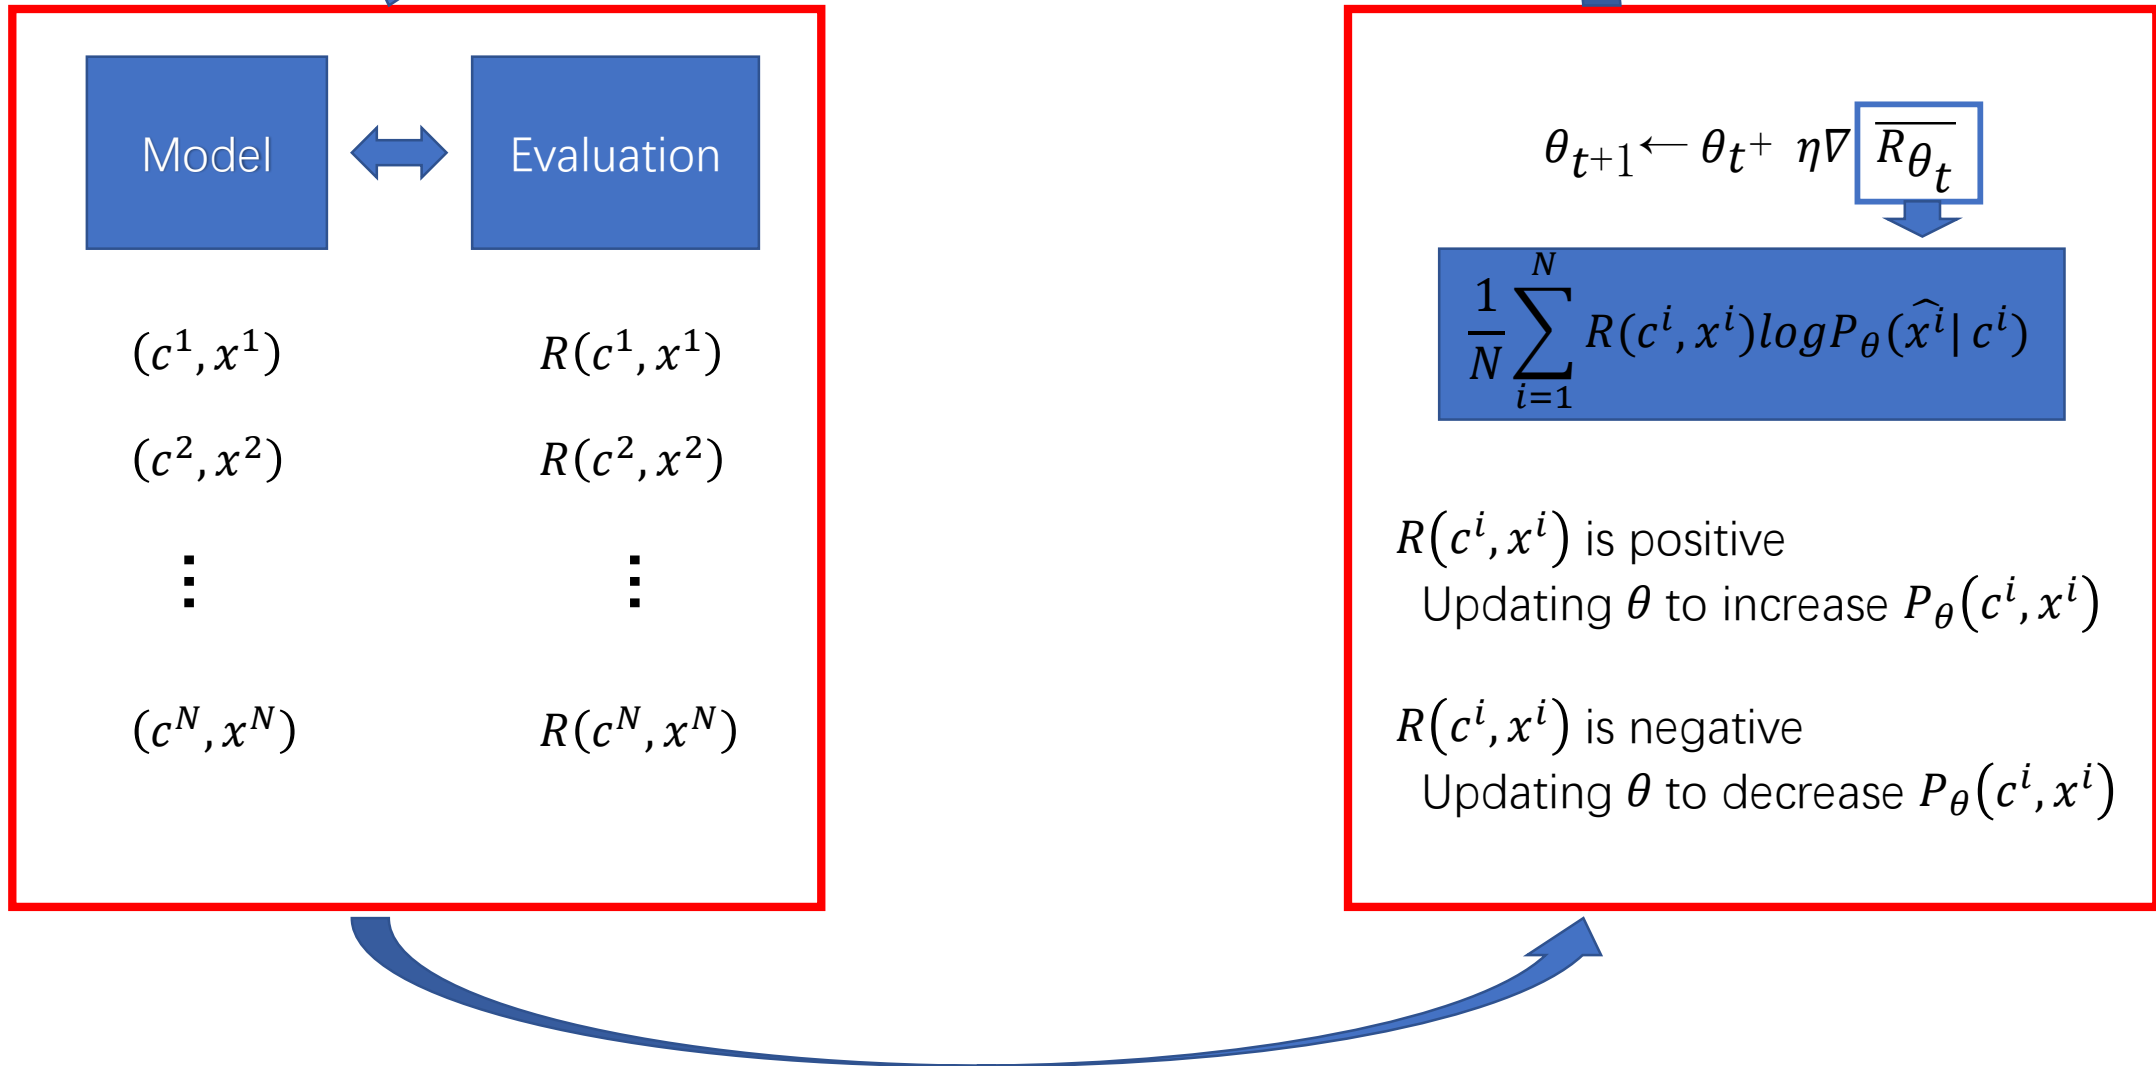 Model Evaluation
(c^1, x^1) R(c^1, x^1)
(c^2, x^2) R(c^2, x^2)
⋮ ⋮
(c^N, x^N) R(c^N, x^N)
θ_{t+1} ← θ_t + η∇ \overline{R_{θ_t}}
\frac{1}{N} \sum_{i=1}^{N} R(c^i, x^i) log P_θ(\widehat{x^i} | c^i)
R(c^i, x^i) is positive
Updating θ to increase P_θ(c^i, x^i)
R(c^i, x^i) is negative
Updating θ to decrease P_θ(c^i, x^i)